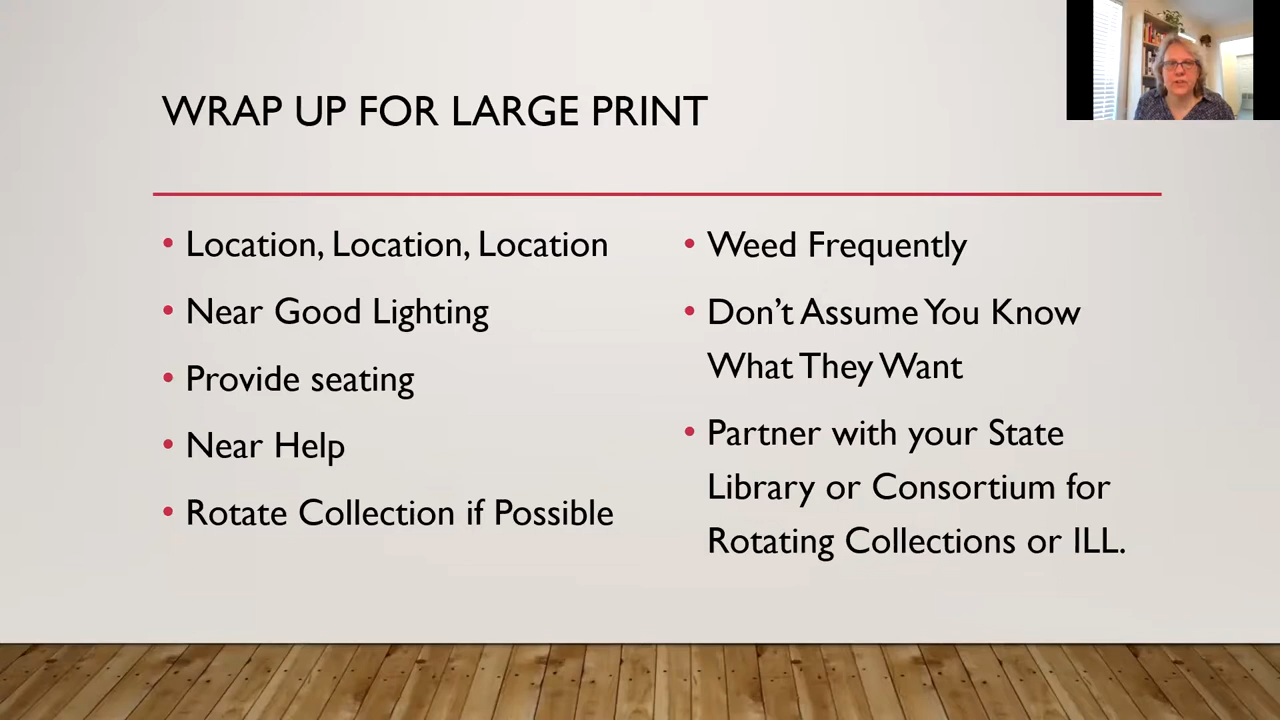 WRAP UP FOR LARGE PRINT
• Location, Location, Location
• Near Good Lighting
• Provide seating
• Near Help
• Rotate Collection if Possible
• Weed Frequently
• Don’t Assume You Know
What They Want
• Partner with your State
Library or Consortium for
Rotating Collections or ILL.